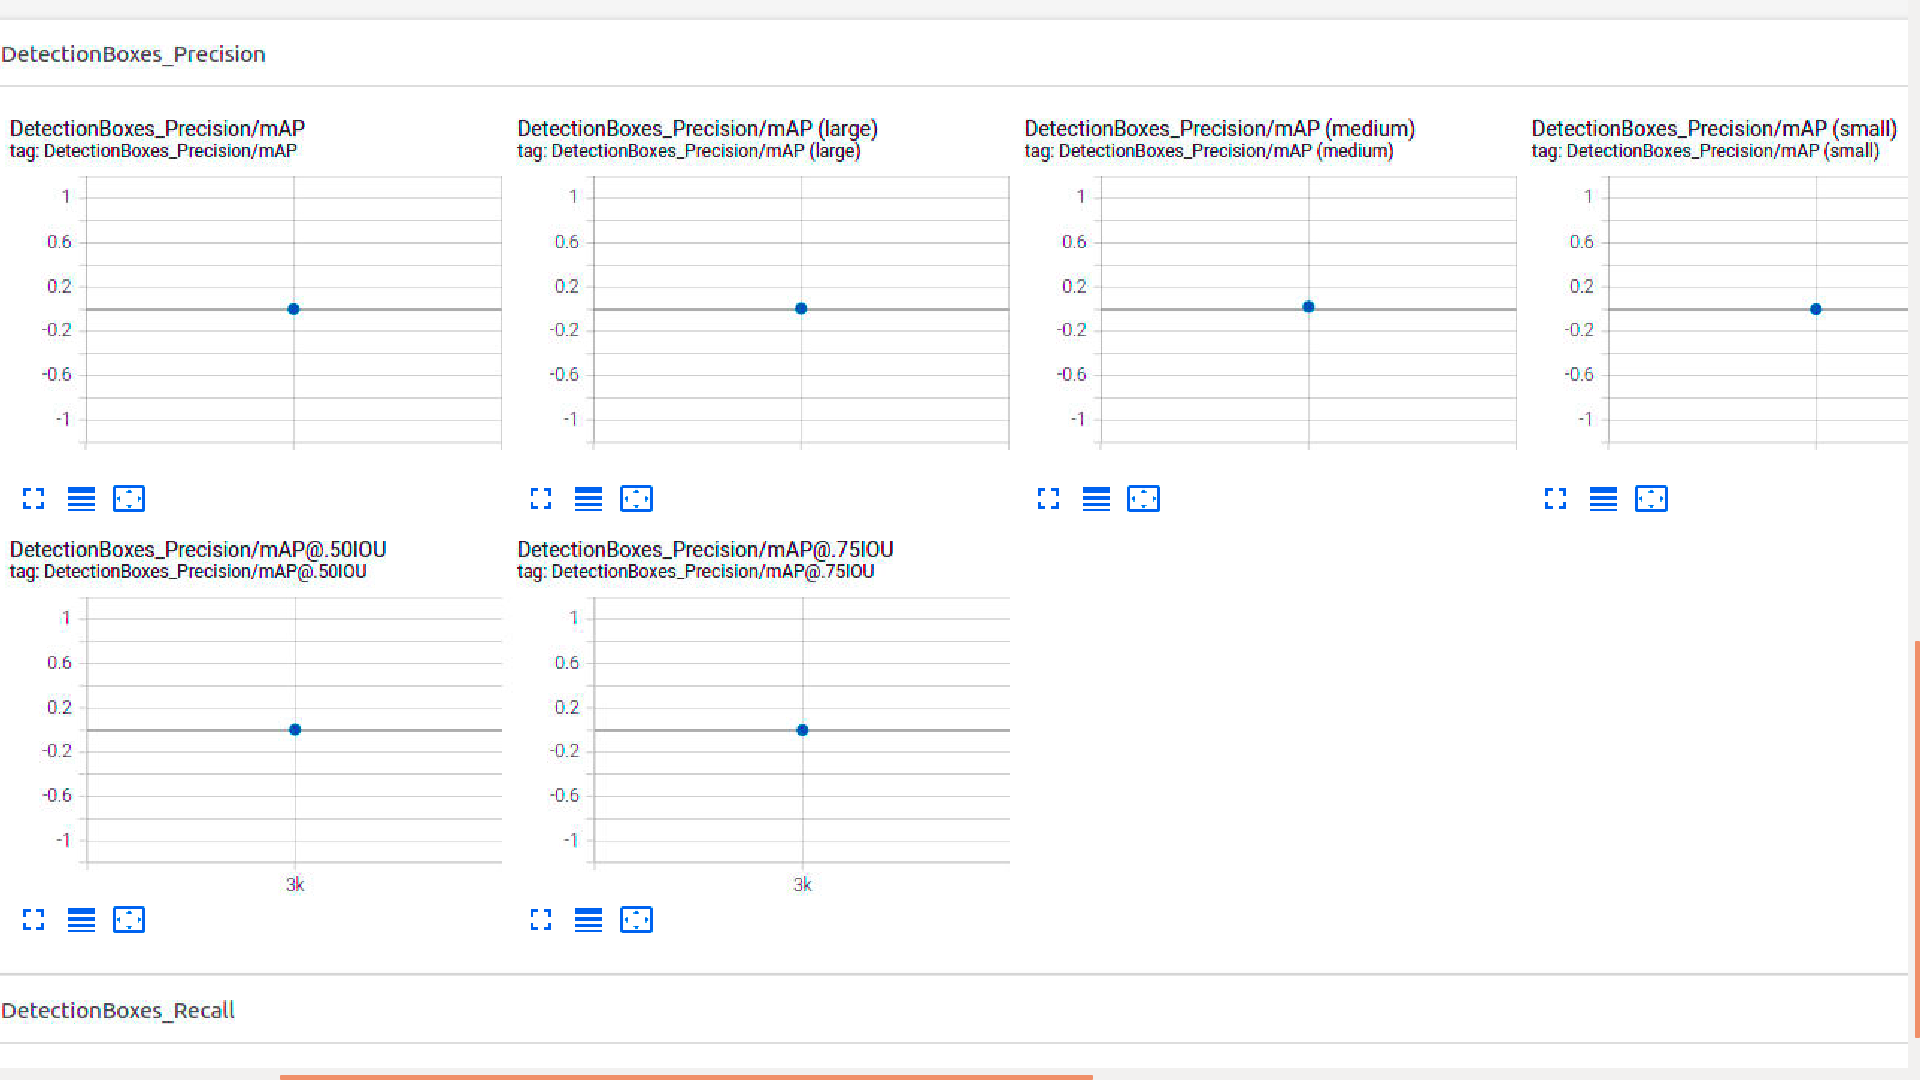 DetectionBoxes_Precision
DetectionBoxes_Precision/mAP
tag: DetectionBoxes_Precision/mAP
1
0.6
0.2
-0.2
-0.6
-1
DetectionBoxes_Precision/mAP (large)
tag: DetectionBoxes_Precision/mAP (large)
1
0.6
0.2
-0.2
-0.6
-1
DetectionBoxes_Precision/mAP (medium)
tag: DetectionBoxes_Precision/mAP (medium)
1
0.6
0.2
-0.2
-0.6
-1
DetectionBoxes_Precision/mAP (small)
tag: DetectionBoxes_Precision/mAP (small)
1
0.6
0.2
-0.2
-0.6
-1
DetectionBoxes_Precision/mAP@.50IOU
tag: DetectionBoxes_Precision/mAP@.50IOU
1
0.6
0.2
-0.2
-0.6
-1
3k
DetectionBoxes_Precision/mAP@.75IOU
tag: DetectionBoxes_Precision/mAP@.75IOU
1
0.6
0.2
-0.2
-0.6
-1
3k
DetectionBoxes_Recall